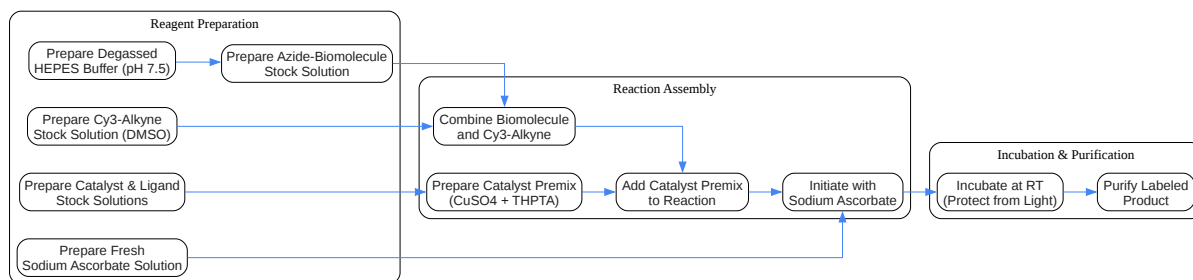 Reagent Preparation
Prepare Degassed
HEPES Buffer (pH 7.5)
Prepare Azide-Biomolecule
Stock Solution
Prepare Cy3-Alkyne
Stock Solution (DMSO)
Prepare Catalyst & Ligand
Stock Solutions
Prepare Fresh
Sodium Ascorbate Solution
Reaction Assembly
Combine Biomolecule
and Cy3-Alkyne
Prepare Catalyst Premix
(CuSO4 + THPTA)
Add Catalyst Premix
to Reaction
Initiate with
Sodium Ascorbate
Incubation & Purification
Incubate at RT
(Protect from Light)
Purify Labeled
Product